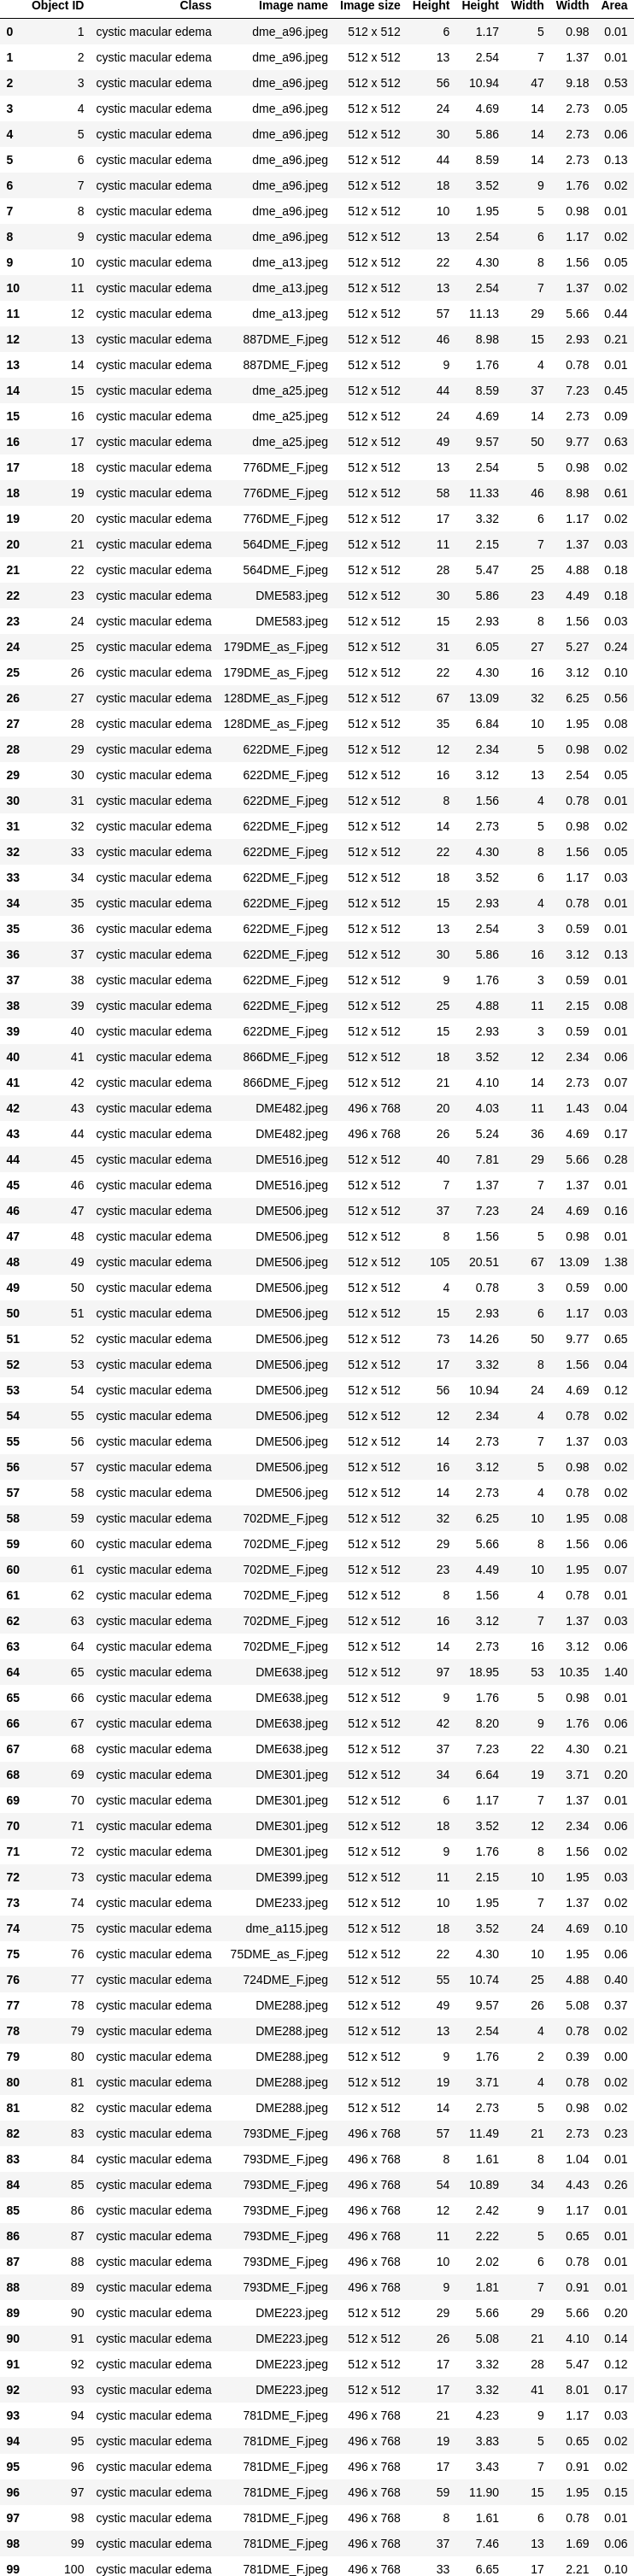 Object ID Class Image name Image size Height Height Width Width Area
0 1 cystic macular edema dme_a96.jpeg 512 x 512 6 1.17 5 0.98 0.01
1 2 cystic macular edema dme_a96.jpeg 512 x 512 13 2.54 7 1.37 0.01
2 3 cystic macular edema dme_a96.jpeg 512 x 512 56 10.94 47 9.18 0.53
3 4 cystic macular edema dme_a96.jpeg 512 x 512 24 4.69 14 2.73 0.05
4 5 cystic macular edema dme_a96.jpeg 512 x 512 30 5.86 14 2.73 0.06
5 6 cystic macular edema dme_a96.jpeg 512 x 512 44 8.59 14 2.73 0.13
6 7 cystic macular edema dme_a96.jpeg 512 x 512 18 3.52 9 1.76 0.02
7 8 cystic macular edema dme_a96.jpeg 512 x 512 10 1.95 5 0.98 0.01
8 9 cystic macular edema dme_a96.jpeg 512 x 512 13 2.54 6 1.17 0.02
9 10 cystic macular edema dme_a13.jpeg 512 x 512 22 4.30 8 1.56 0.05
10 11 cystic macular edema dme_a13.jpeg 512 x 512 13 2.54 7 1.37 0.02
11 12 cystic macular edema dme_a13.jpeg 512 x 512 57 11.13 29 5.66 0.44
12 13 cystic macular edema 887DME_F.jpeg 512 x 512 46 8.98 15 2.93 0.21
13 14 cystic macular edema 887DME_F.jpeg 512 x 512 9 1.76 4 0.78 0.01
14 15 cystic macular edema dme_a25.jpeg 512 x 512 44 8.59 37 7.23 0.45
15 16 cystic macular edema dme_a25.jpeg 512 x 512 24 4.69 14 2.73 0.09
16 17 cystic macular edema dme_a25.jpeg 512 x 512 49 9.57 50 9.77 0.63
17 18 cystic macular edema 776DME_F.jpeg 512 x 512 13 2.54 5 0.98 0.02
18 19 cystic macular edema 776DME_F.jpeg 512 x 512 58 11.33 46 8.98 0.61
19 20 cystic macular edema 776DME_F.jpeg 512 x 512 17 3.32 6 1.17 0.02
20 21 cystic macular edema 564DME_F.jpeg 512 x 512 11 2.15 7 1.37 0.03
21 22 cystic macular edema 564DME_F.jpeg 512 x 512 28 5.47 25 4.88 0.18
22 23 cystic macular edema DME583.jpeg 512 x 512 30 5.86 23 4.49 0.18
23 24 cystic macular edema DME583.jpeg 512 x 512 15 2.93 8 1.56 0.03
24 25 cystic macular edema 179DME_as_F.jpeg 512 x 512 31 6.05 27 5.27 0.24
25 26 cystic macular edema 179DME_as_F.jpeg 512 x 512 22 4.30 16 3.12 0.10
26 27 cystic macular edema 128DME_as_F.jpeg 512 x 512 67 13.09 32 6.25 0.56
27 28 cystic macular edema 128DME_as_F.jpeg 512 x 512 35 6.84 10 1.95 0.08
28 29 cystic macular edema 622DME_F.jpeg 512 x 512 12 2.34 5 0.98 0.02
29 30 cystic macular edema 622DME_F.jpeg 512 x 512 16 3.12 13 2.54 0.05
30 31 cystic macular edema 622DME_F.jpeg 512 x 512 8 1.56 4 0.78 0.01
31 32 cystic macular edema 622DME_F.jpeg 512 x 512 14 2.73 5 0.98 0.02
32 33 cystic macular edema 622DME_F.jpeg 512 x 512 22 4.30 8 1.56 0.05
33 34 cystic macular edema 622DME_F.jpeg 512 x 512 18 3.52 6 1.17 0.03
34 35 cystic macular edema 622DME_F.jpeg 512 x 512 15 2.93 4 0.78 0.01
35 36 cystic macular edema 622DME_F.jpeg 512 x 512 13 2.54 3 0.59 0.01
36 37 cystic macular edema 622DME_F.jpeg 512 x 512 30 5.86 16 3.12 0.13
37 38 cystic macular edema 622DME_F.jpeg 512 x 512 9 1.76 3 0.59 0.01
38 39 cystic macular edema 622DME_F.jpeg 512 x 512 25 4.88 11 2.15 0.08
39 40 cystic macular edema 622DME_F.jpeg 512 x 512 15 2.93 3 0.59 0.01
40 41 cystic macular edema 866DME_F.jpeg 512 x 512 18 3.52 12 2.34 0.06
41 42 cystic macular edema 866DME_F.jpeg 512 x 512 21 4.10 14 2.73 0.07
42 43 cystic macular edema DME482.jpeg 496 x 768 20 4.03 11 1.43 0.04
43 44 cystic macular edema DME482.jpeg 496 x 768 26 5.24 36 4.69 0.17
44 45 cystic macular edema DME516.jpeg 512 x 512 40 7.81 29 5.66 0.28
45 46 cystic macular edema DME516.jpeg 512 x 512 7 1.37 7 1.37 0.01
46 47 cystic macular edema DME506.jpeg 512 x 512 37 7.23 24 4.69 0.16
47 48 cystic macular edema DME506.jpeg 512 x 512 8 1.56 5 0.98 0.01
48 49 cystic macular edema DME506.jpeg 512 x 512 105 20.51 67 13.09 1.38
49 50 cystic macular edema DME506.jpeg 512 x 512 4 0.78 3 0.59 0.00
50 51 cystic macular edema DME506.jpeg 512 x 512 15 2.93 6 1.17 0.03
51 52 cystic macular edema DME506.jpeg 512 x 512 73 14.26 50 9.77 0.65
52 53 cystic macular edema DME506.jpeg 512 x 512 17 3.32 8 1.56 0.04
53 54 cystic macular edema DME506.jpeg 512 x 512 56 10.94 24 4.69 0.12
54 55 cystic macular edema DME506.jpeg 512 x 512 12 2.34 4 0.78 0.02
55 56 cystic macular edema DME506.jpeg 512 x 512 14 2.73 7 1.37 0.03
56 57 cystic macular edema DME506.jpeg 512 x 512 16 3.12 5 0.98 0.02
57 58 cystic macular edema DME506.jpeg 512 x 512 14 2.73 4 0.78 0.02
58 59 cystic macular edema 702DME_F.jpeg 512 x 512 32 6.25 10 1.95 0.08
59 60 cystic macular edema 702DME_F.jpeg 512 x 512 29 5.66 8 1.56 0.06
60 61 cystic macular edema 702DME_F.jpeg 512 x 512 23 4.49 10 1.95 0.07
61 62 cystic macular edema 702DME_F.jpeg 512 x 512 8 1.56 4 0.78 0.01
62 63 cystic macular edema 702DME_F.jpeg 512 x 512 16 3.12 7 1.37 0.03
63 64 cystic macular edema 702DME_F.jpeg 512 x 512 14 2.73 16 3.12 0.06
64 65 cystic macular edema DME638.jpeg 512 x 512 97 18.95 53 10.35 1.40
65 66 cystic macular edema DME638.jpeg 512 x 512 9 1.76 5 0.98 0.01
66 67 cystic macular edema DME638.jpeg 512 x 512 42 8.20 9 1.76 0.06
67 68 cystic macular edema DME638.jpeg 512 x 512 37 7.23 22 4.30 0.21
68 69 cystic macular edema DME301.jpeg 512 x 512 34 6.64 19 3.71 0.20
69 70 cystic macular edema DME301.jpeg 512 x 512 6 1.17 7 1.37 0.01
70 71 cystic macular edema DME301.jpeg 512 x 512 18 3.52 12 2.34 0.06
71 72 cystic macular edema DME301.jpeg 512 x 512 9 1.76 8 1.56 0.02
72 73 cystic macular edema DME399.jpeg 512 x 512 11 2.15 10 1.95 0.03
73 74 cystic macular edema DME233.jpeg 512 x 512 10 1.95 7 1.37 0.02
74 75 cystic macular edema dme_a115.jpeg 512 x 512 18 3.52 24 4.69 0.10
75 76 cystic macular edema 75DME_as_F.jpeg 512 x 512 22 4.30 10 1.95 0.06
76 77 cystic macular edema 724DME_F.jpeg 512 x 512 55 10.74 25 4.88 0.40
77 78 cystic macular edema DME288.jpeg 512 x 512 49 9.57 26 5.08 0.37
78 79 cystic macular edema DME288.jpeg 512 x 512 13 2.54 4 0.78 0.02
79 80 cystic macular edema DME288.jpeg 512 x 512 9 1.76 2 0.39 0.00
80 81 cystic macular edema DME288.jpeg 512 x 512 19 3.71 4 0.78 0.02
81 82 cystic macular edema DME288.jpeg 512 x 512 14 2.73 5 0.98 0.02
82 83 cystic macular edema 793DME_F.jpeg 496 x 768 57 11.49 21 2.73 0.23
83 84 cystic macular edema 793DME_F.jpeg 496 x 768 8 1.61 8 1.04 0.01
84 85 cystic macular edema 793DME_F.jpeg 496 x 768 54 10.89 34 4.43 0.26
85 86 cystic macular edema 793DME_F.jpeg 496 x 768 12 2.42 9 1.17 0.01
86 87 cystic macular edema 793DME_F.jpeg 496 x 768 11 2.22 5 0.65 0.01
87 88 cystic macular edema 793DME_F.jpeg 496 x 768 10 2.02 6 0.78 0.01
88 89 cystic macular edema 793DME_F.jpeg 496 x 768 9 1.81 7 0.91 0.01
89 90 cystic macular edema DME223.jpeg 512 x 512 29 5.66 29 5.66 0.20
90 91 cystic macular edema DME223.jpeg 512 x 512 26 5.08 21 4.10 0.14
91 92 cystic macular edema DME223.jpeg 512 x 512 17 3.32 28 5.47 0.12
92 93 cystic macular edema DME223.jpeg 512 x 512 17 3.32 41 8.01 0.17
93 94 cystic macular edema 781DME_F.jpeg 496 x 768 21 4.23 9 1.17 0.03
94 95 cystic macular edema 781DME_F.jpeg 496 x 768 19 3.83 5 0.65 0.02
95 96 cystic macular edema 781DME_F.jpeg 496 x 768 17 3.43 7 0.91 0.02
96 97 cystic macular edema 781DME_F.jpeg 496 x 768 59 11.90 15 1.95 0.15
97 98 cystic macular edema 781DME_F.jpeg 496 x 768 8 1.61 6 0.78 0.01
98 99 cystic macular edema 781DME_F.jpeg 496 x 768 37 7.46 13 1.69 0.06
99 100 cystic macular edema 781DME_F.jpeg 496 x 768 33 6.65 17 2.21 0.10